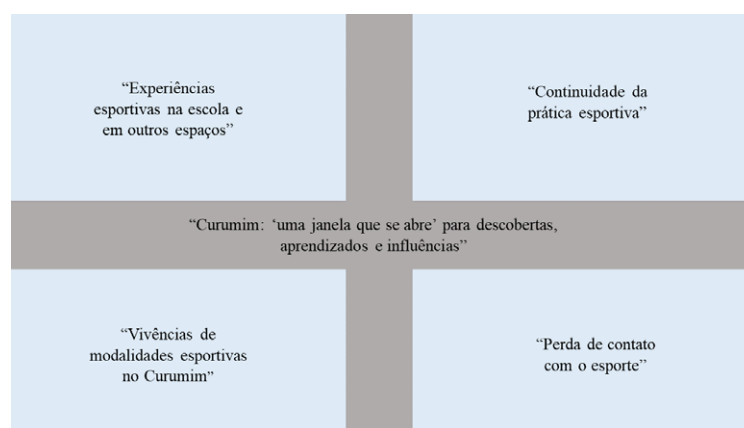 “Experiências
esportivas na escola e
em outros espaços”
“Continuidade da
prática esportiva”
“Curumim: ‘uma janela que se abre’ para descobertas,
aprendizados e influências”
“Vivências de
modalidades esportivas
no Curumim”
“Perda de contato
com o esporte”